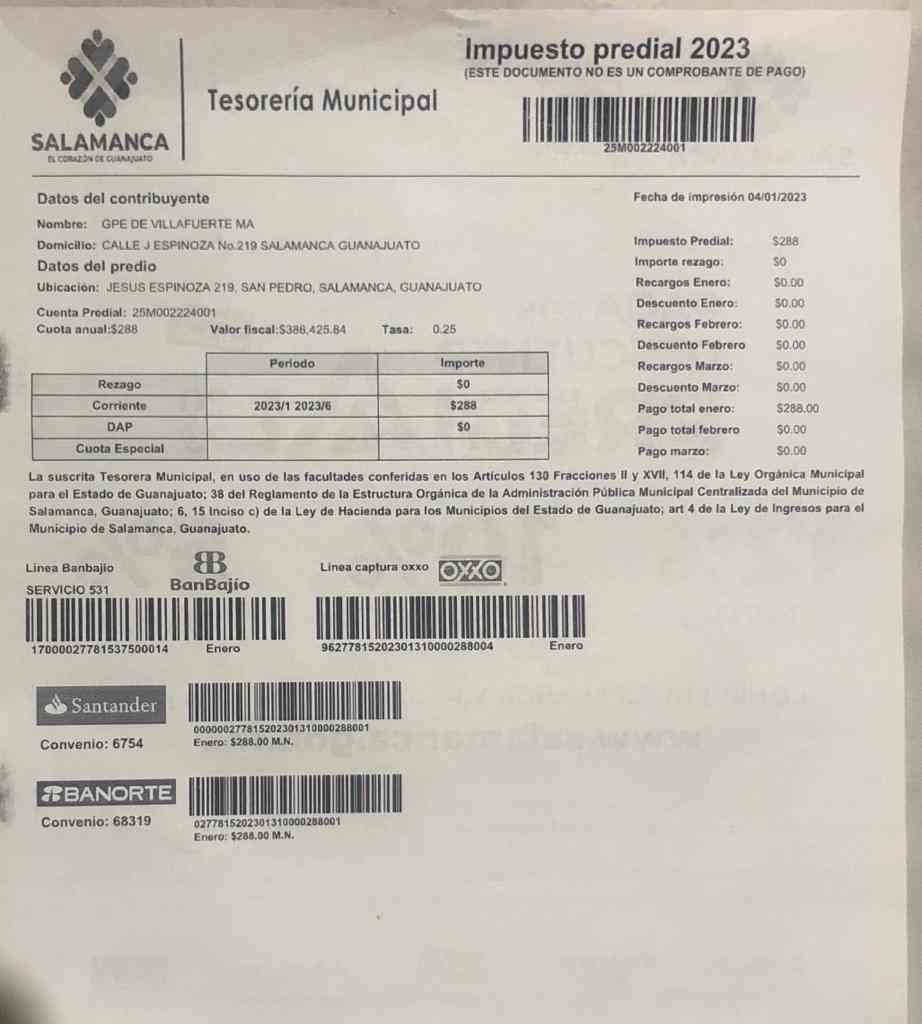 SALAMANCA
EL CORAZÓN DE GUANAJUATO
Tesorería Municipal
Impuesto predial 2023
(ESTE DOCUMENTO NO ES UN COMPROBANTE DE PAGO)
25M002224001
Datos del contribuyente
Nombre: GPE DE VILLAFUERTE MA
Domicilio: CALLE J ESPINOZA No.219 SALAMANCA GUANAJUATO
Datos del predio
Ubicación: JESUS ESPINOZA 219, SAN PEDRO, SALAMANCA, GUANAJUATO
Cuenta Predial: 25M002224001
Cuota anual:$288 Valor fiscal:$386,425.84 Tasa: 0.25
Periodo Importe
Rezago $0
Corriente 2023/1 2023/6 $288
DAP $0
Cuota Especial
Fecha de impresión 04/01/2023
Impuesto Predial: $288
Importe rezago: $0
Recargos Enero: $0.00
Descuento Enero: $0.00
Recargos Febrero: $0.00
Descuento Febrero $0.00
Recargos Marzo: $0.00
Descuento Marzo: $0.00
Pago total enero: $288.00
Pago total febrero $0.00
Pago marzo: $0.00
La suscrita Tesorera Municipal, en uso de las facultades conferidas en los Artículos 130 Fracciones II y XVII, 114 de la Ley Orgánica Municipal
para el Estado de Guanajuato; 38 del Reglamento de la Estructura Orgánica de la Administración Pública Municipal Centralizada del Municipio de
Salamanca, Guanajuato; 6, 15 Inciso c) de la Ley de Hacienda para los Municipios del Estado de Guanajuato; art 4 de la Ley de Ingresos para el
Municipio de Salamanca, Guanajuato.
Linea Banbajio
SERVICIO 531
BanBajío
17000027781537500014 Enero
Linea captura oxxo OXXO
96277815202301310000288004 Enero
Santander
Convenio: 6754
000000277815202301310000288001
Enero: $288.00 M.N.
BANORTE
Convenio: 68319
0277815202301310000288001
Enero: $288.00 M.N.